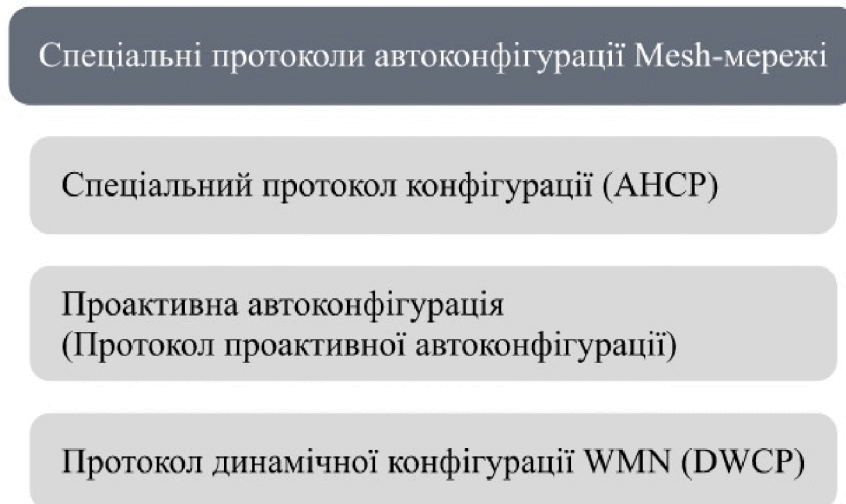 Спеціальні протоколи автоконфігурації Mesh-мережі
Спеціальний протокол конфігурації (AHCP)
Проактивна автоконфігурація
(Протокол проактивної автоконфігурації)
Протокол динамічної конфігурації WMN (DWCP)